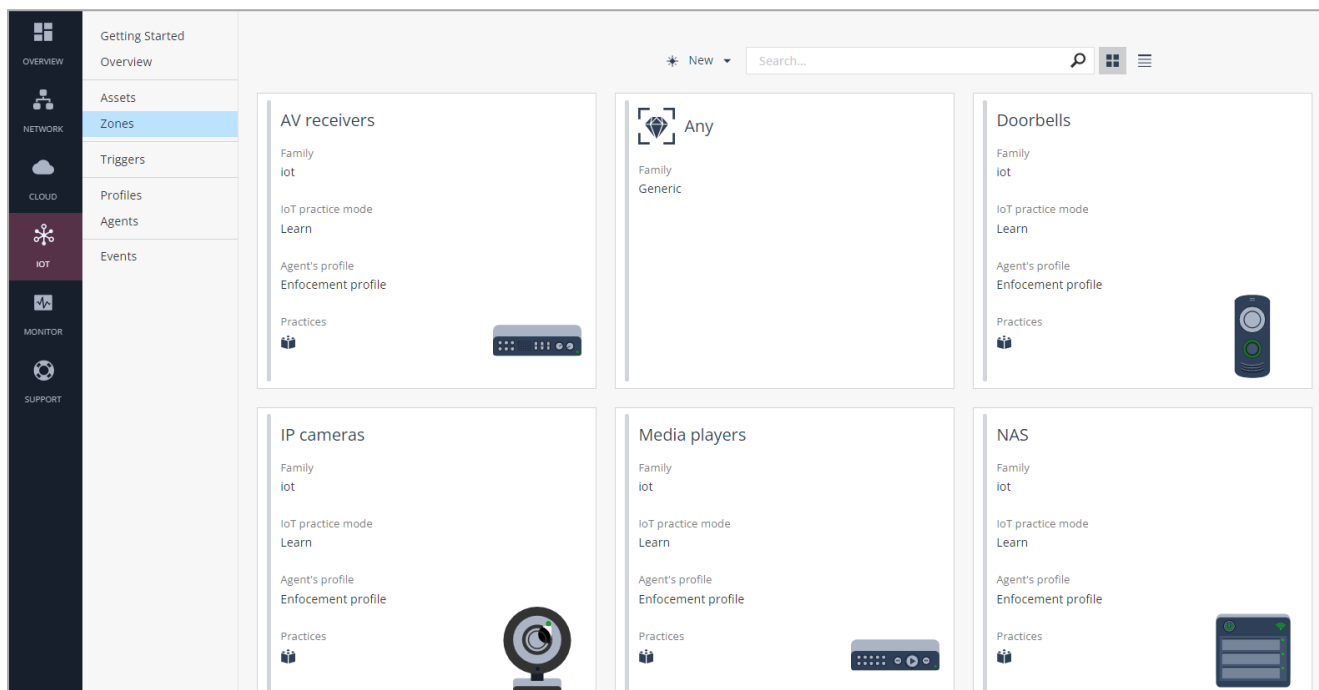 OVERVIEW
NETWORK
CLOUD
IOT
MONITOR
SUPPORT
Getting Started
Overview
Assets
Zones
Triggers
Profiles
Agents
Events
New
Search...
AV receivers
Family
iot
IoT practice mode
Learn
Agent's profile
Enfocement profile
Practices
Any
Family
Generic
Doorbells
Family
iot
IoT practice mode
Learn
Agent's profile
Enfocement profile
Practices
IP cameras
Family
iot
IoT practice mode
Learn
Agent's profile
Enfocement profile
Practices
Media players
Family
iot
IoT practice mode
Learn
Agent's profile
Enfocement profile
Practices
NAS
Family
iot
IoT practice mode
Learn
Agent's profile
Enfocement profile
Practices